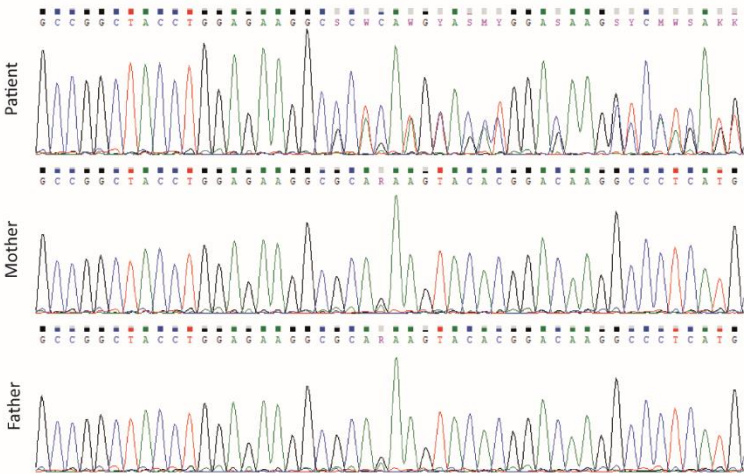 G C C G G C T A C C T G G A G A A G G C S C W C A W G Y A S M Y G G A S A A G S Y C M W S A K K
Patient
G C C G G C T A C C T G G A G A A G G C G C A R A A G T A C A C G G A C A A G G C C C T C A T G
Mother
G C C G G C T A C C T G G A G A A G G C G C A R A A G T A C A C G G A C A A G G C C C T C A T G
Father